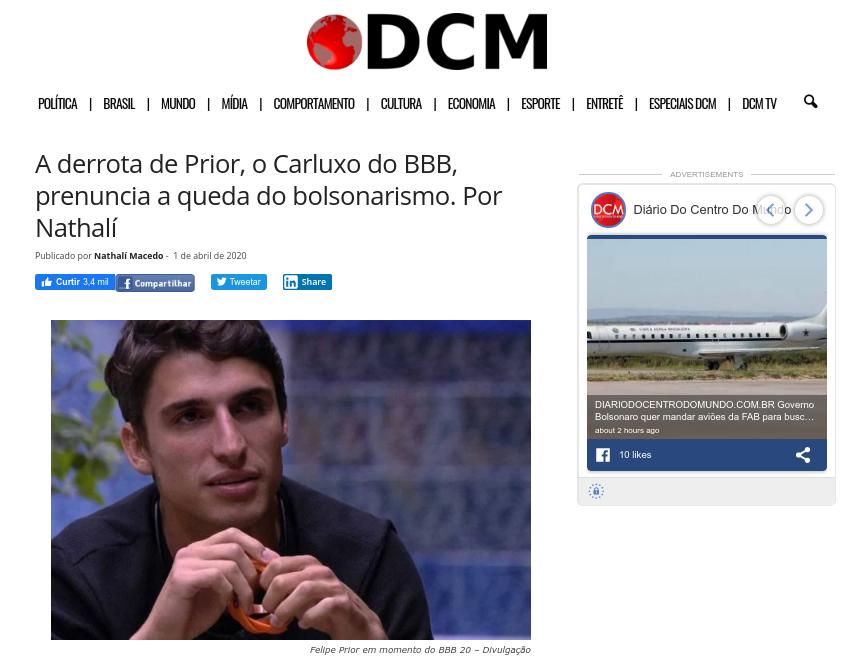 DCM
POLÍTICA | BRASIL | MUNDO | MÍDIA | COMPORTAMENTO | CULTURA | ECONOMIA | ESPORTE | ENTRETÊ | ESPECIAIS DCM | DCM TV
A derrota de Prior, o Carluxo do BBB,
prenuncia a queda do bolsonarismo. Por
Nathalí
Publicado por Nathalí Macedo - 1 de abril de 2020
Curtir 3,4 mil Compartilhar Tweetar Share
Felipe Prior em momento do BBB 20 – Divulgação
ADVERTISEMENTS
DCM Diário Do Centro Do Mundo
DIARIODOCENTRODOMUNDO.COM.BR Governo
Bolsonaro quer mandar aviões da FAB para busc...
about 2 hours ago
10 likes